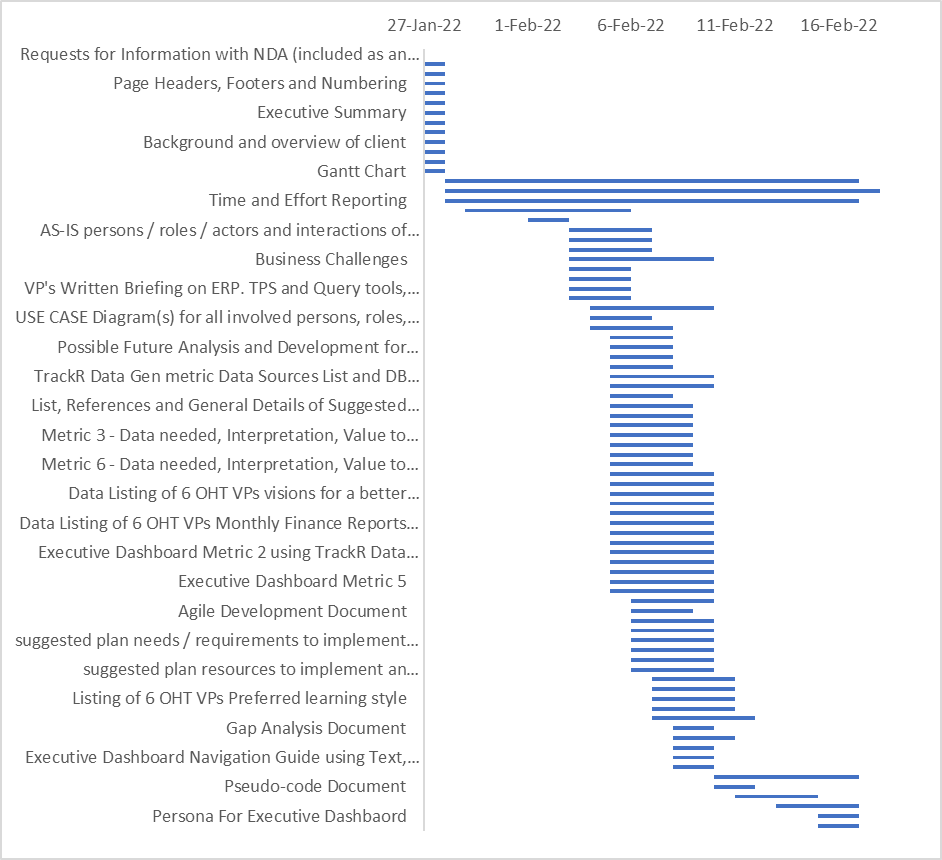 27-Jan-22 1-Feb-22 6-Feb-22 11-Feb-22 16-Feb-22
Requests for Information with NDA (included as an...
Page Headers, Footers and Numbering
Executive Summary
Background and overview of client
Gantt Chart
Time and Effort Reporting
AS-IS persons / roles / actors and interactions of...
Business Challenges
VP's Written Briefing on ERP. TPS and Query tools,...
USE CASE Diagram(s) for all involved persons, roles,...
Possible Future Analysis and Development for...
TrackR Data Gen metric Data Sources List and DB...
List, References and General Details of Suggested...
Metric 3 - Data needed, Interpretation, Value to...
Metric 6 - Data needed, Interpretation, Value to...
Data Listing of 6 OHT VPs visions for a better...
Data Listing of 6 OHT VPs Monthly Finance Reports...
Executive Dashboard Metric 2 using TrackR Data...
Executive Dashboard Metric 5
Agile Development Document
suggested plan needs / requirements to implement...
suggested plan resources to implement an...
Listing of 6 OHT VPs Preferred learning style
Gap Analysis Document
Executive Dashboard Navigation Guide using Text,...
Pseudo-code Document
Persona For Executive Dashbaord